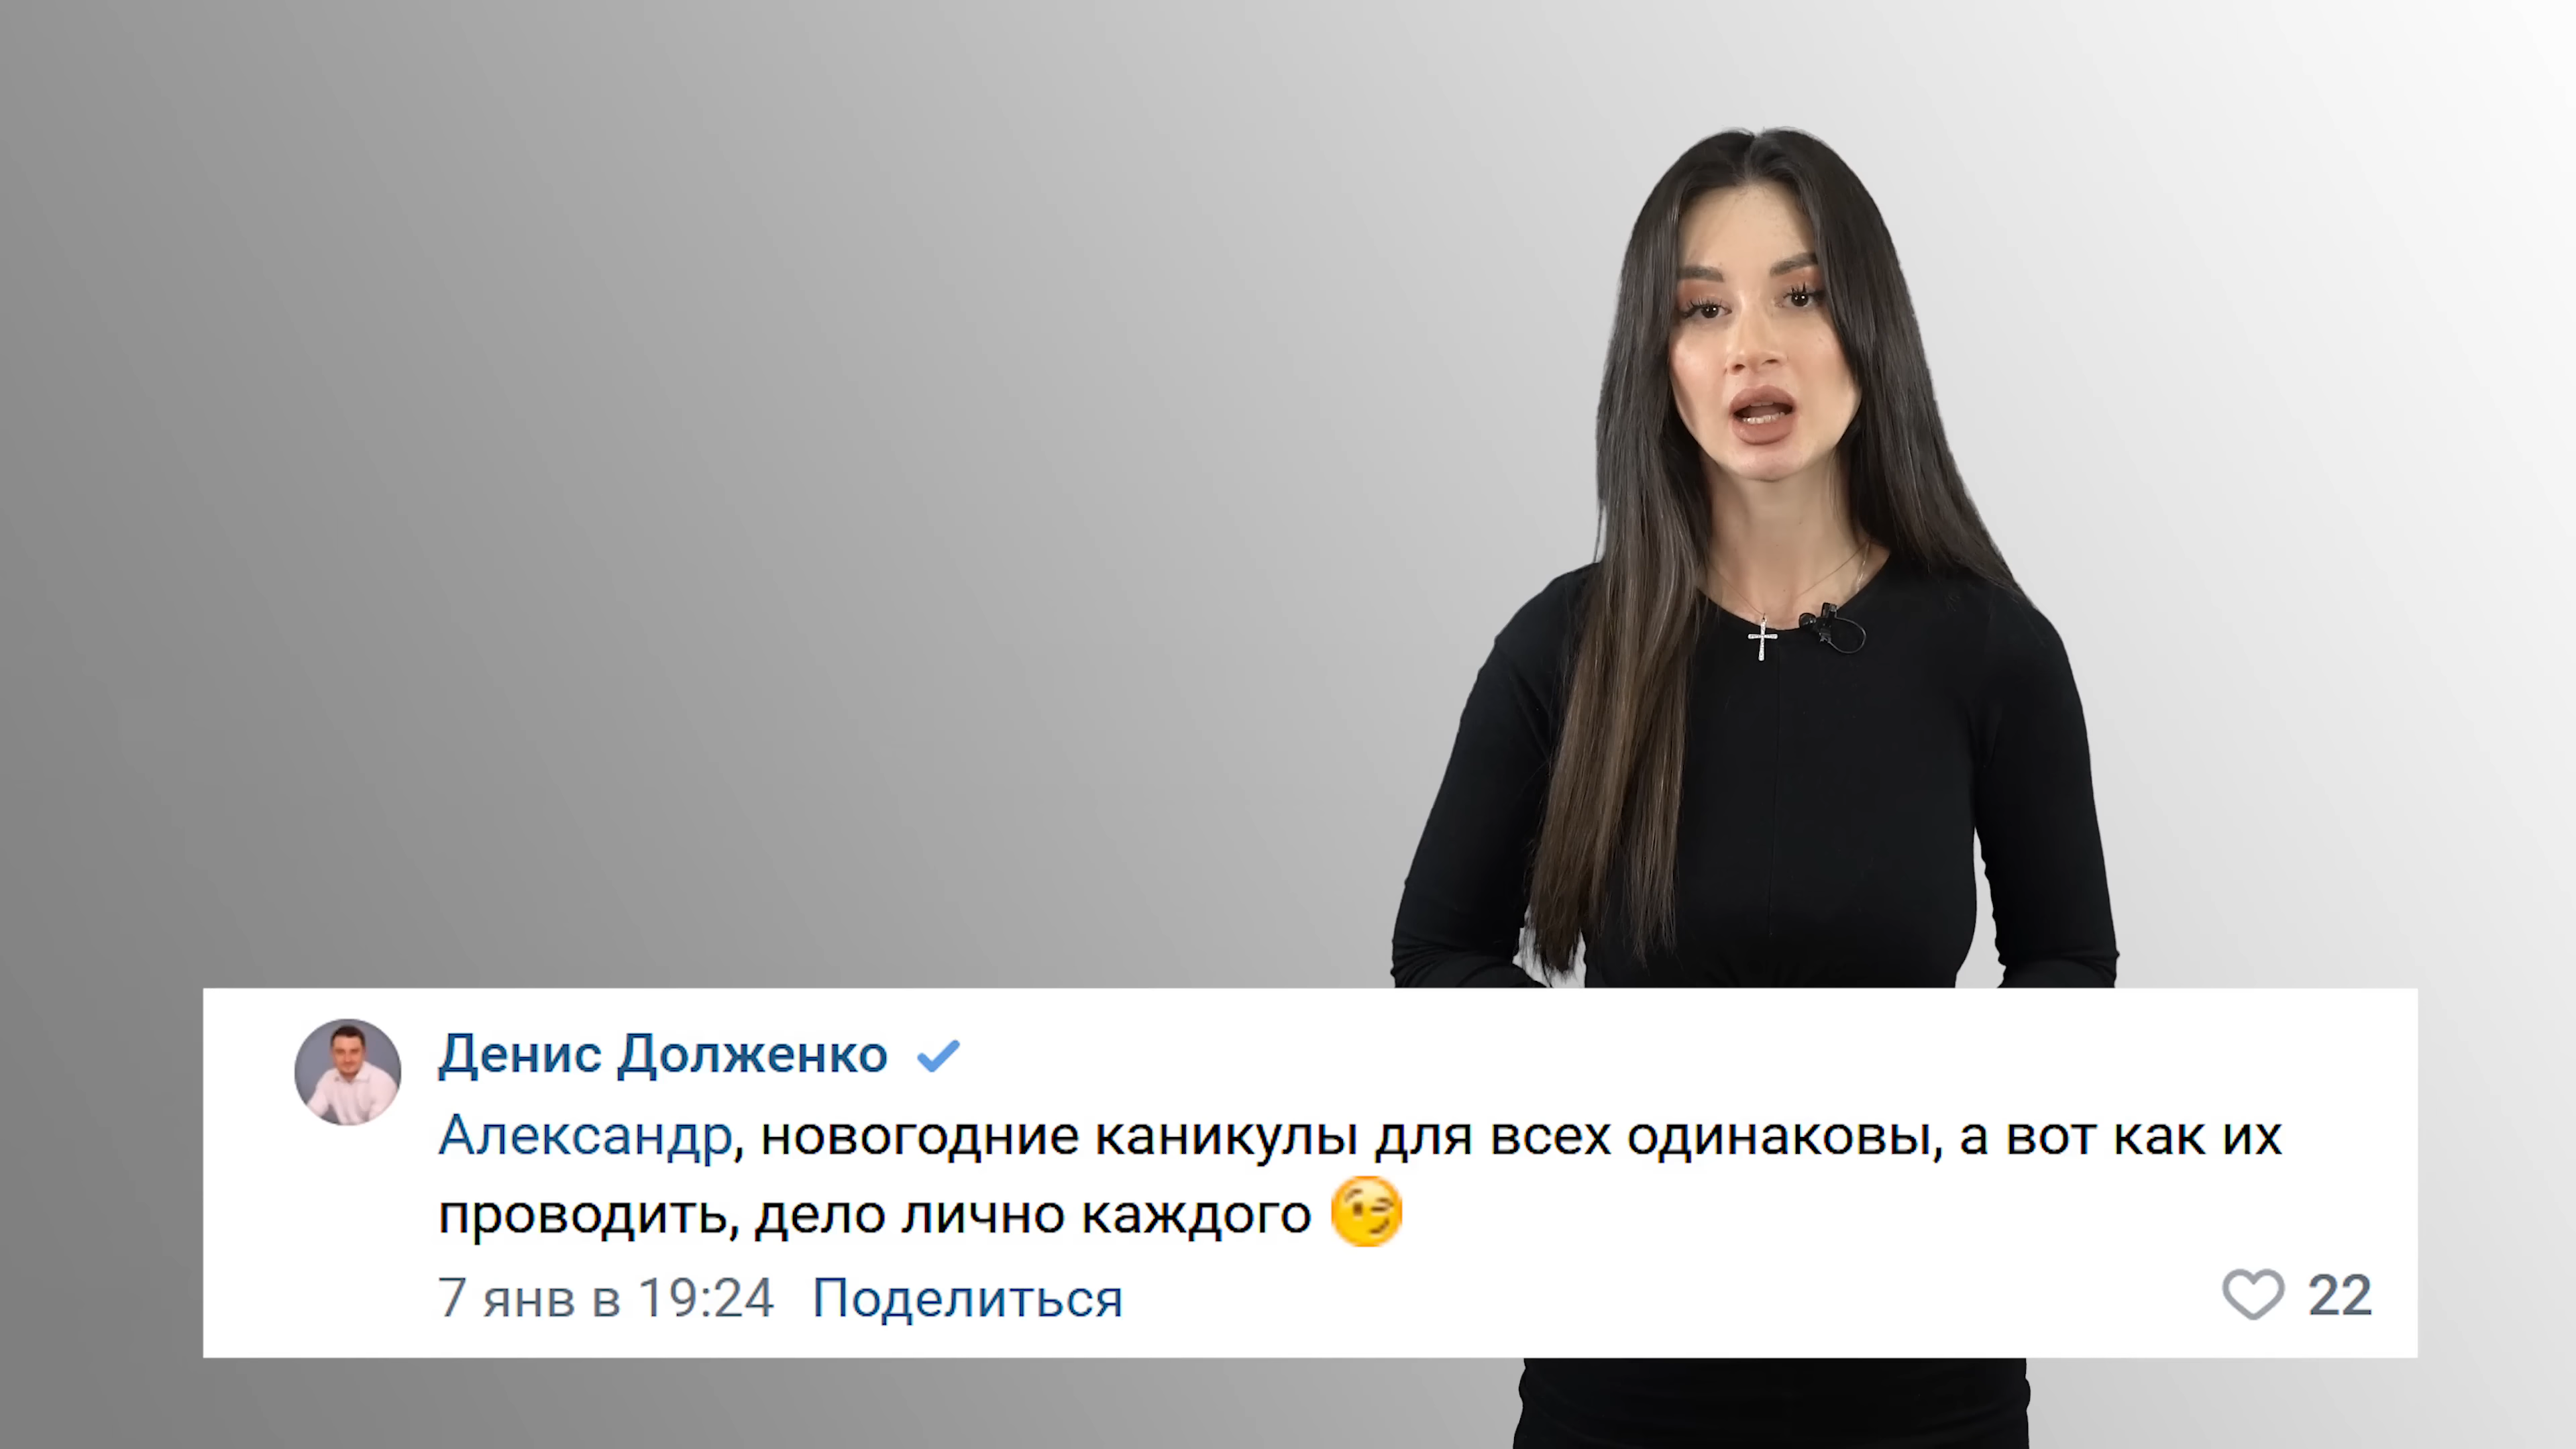 Денис Долженко
Александр, новогодние каникулы для всех одинаковы, а вот как их
проводить, дело лично каждого 😉
7 янв в 19:24 Поделиться
22